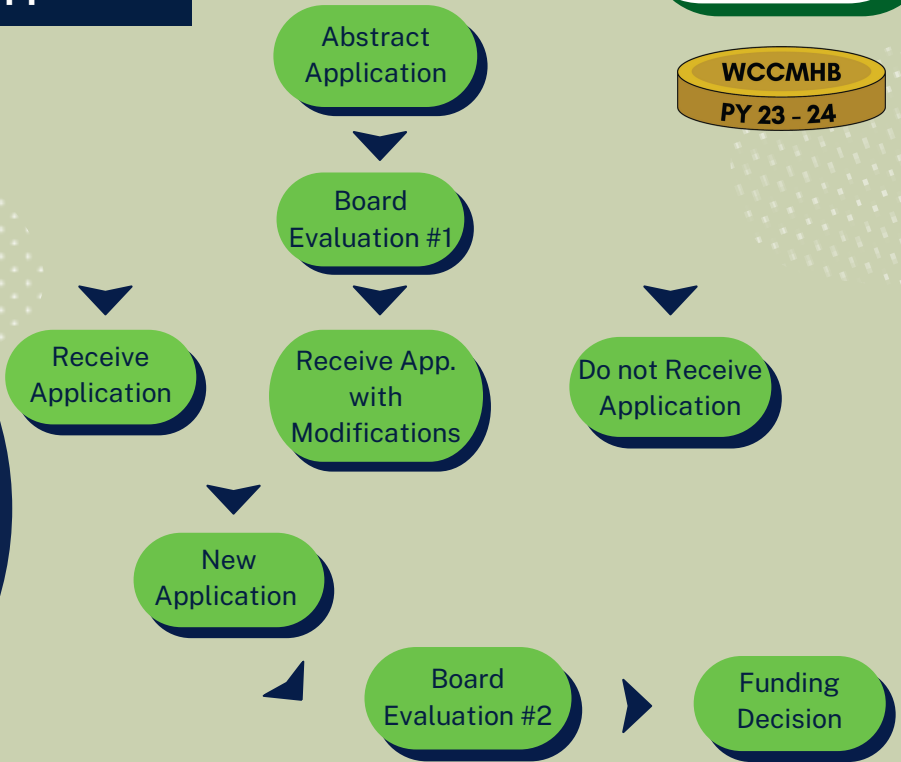 Abstract
Application
WCCMHB
PY 23 - 24
Board
Evaluation #1
Receive
Application
Receive App.
with
Modifications
Do not Receive
Application
New
Application
Board
Evaluation #2
Funding
Decision